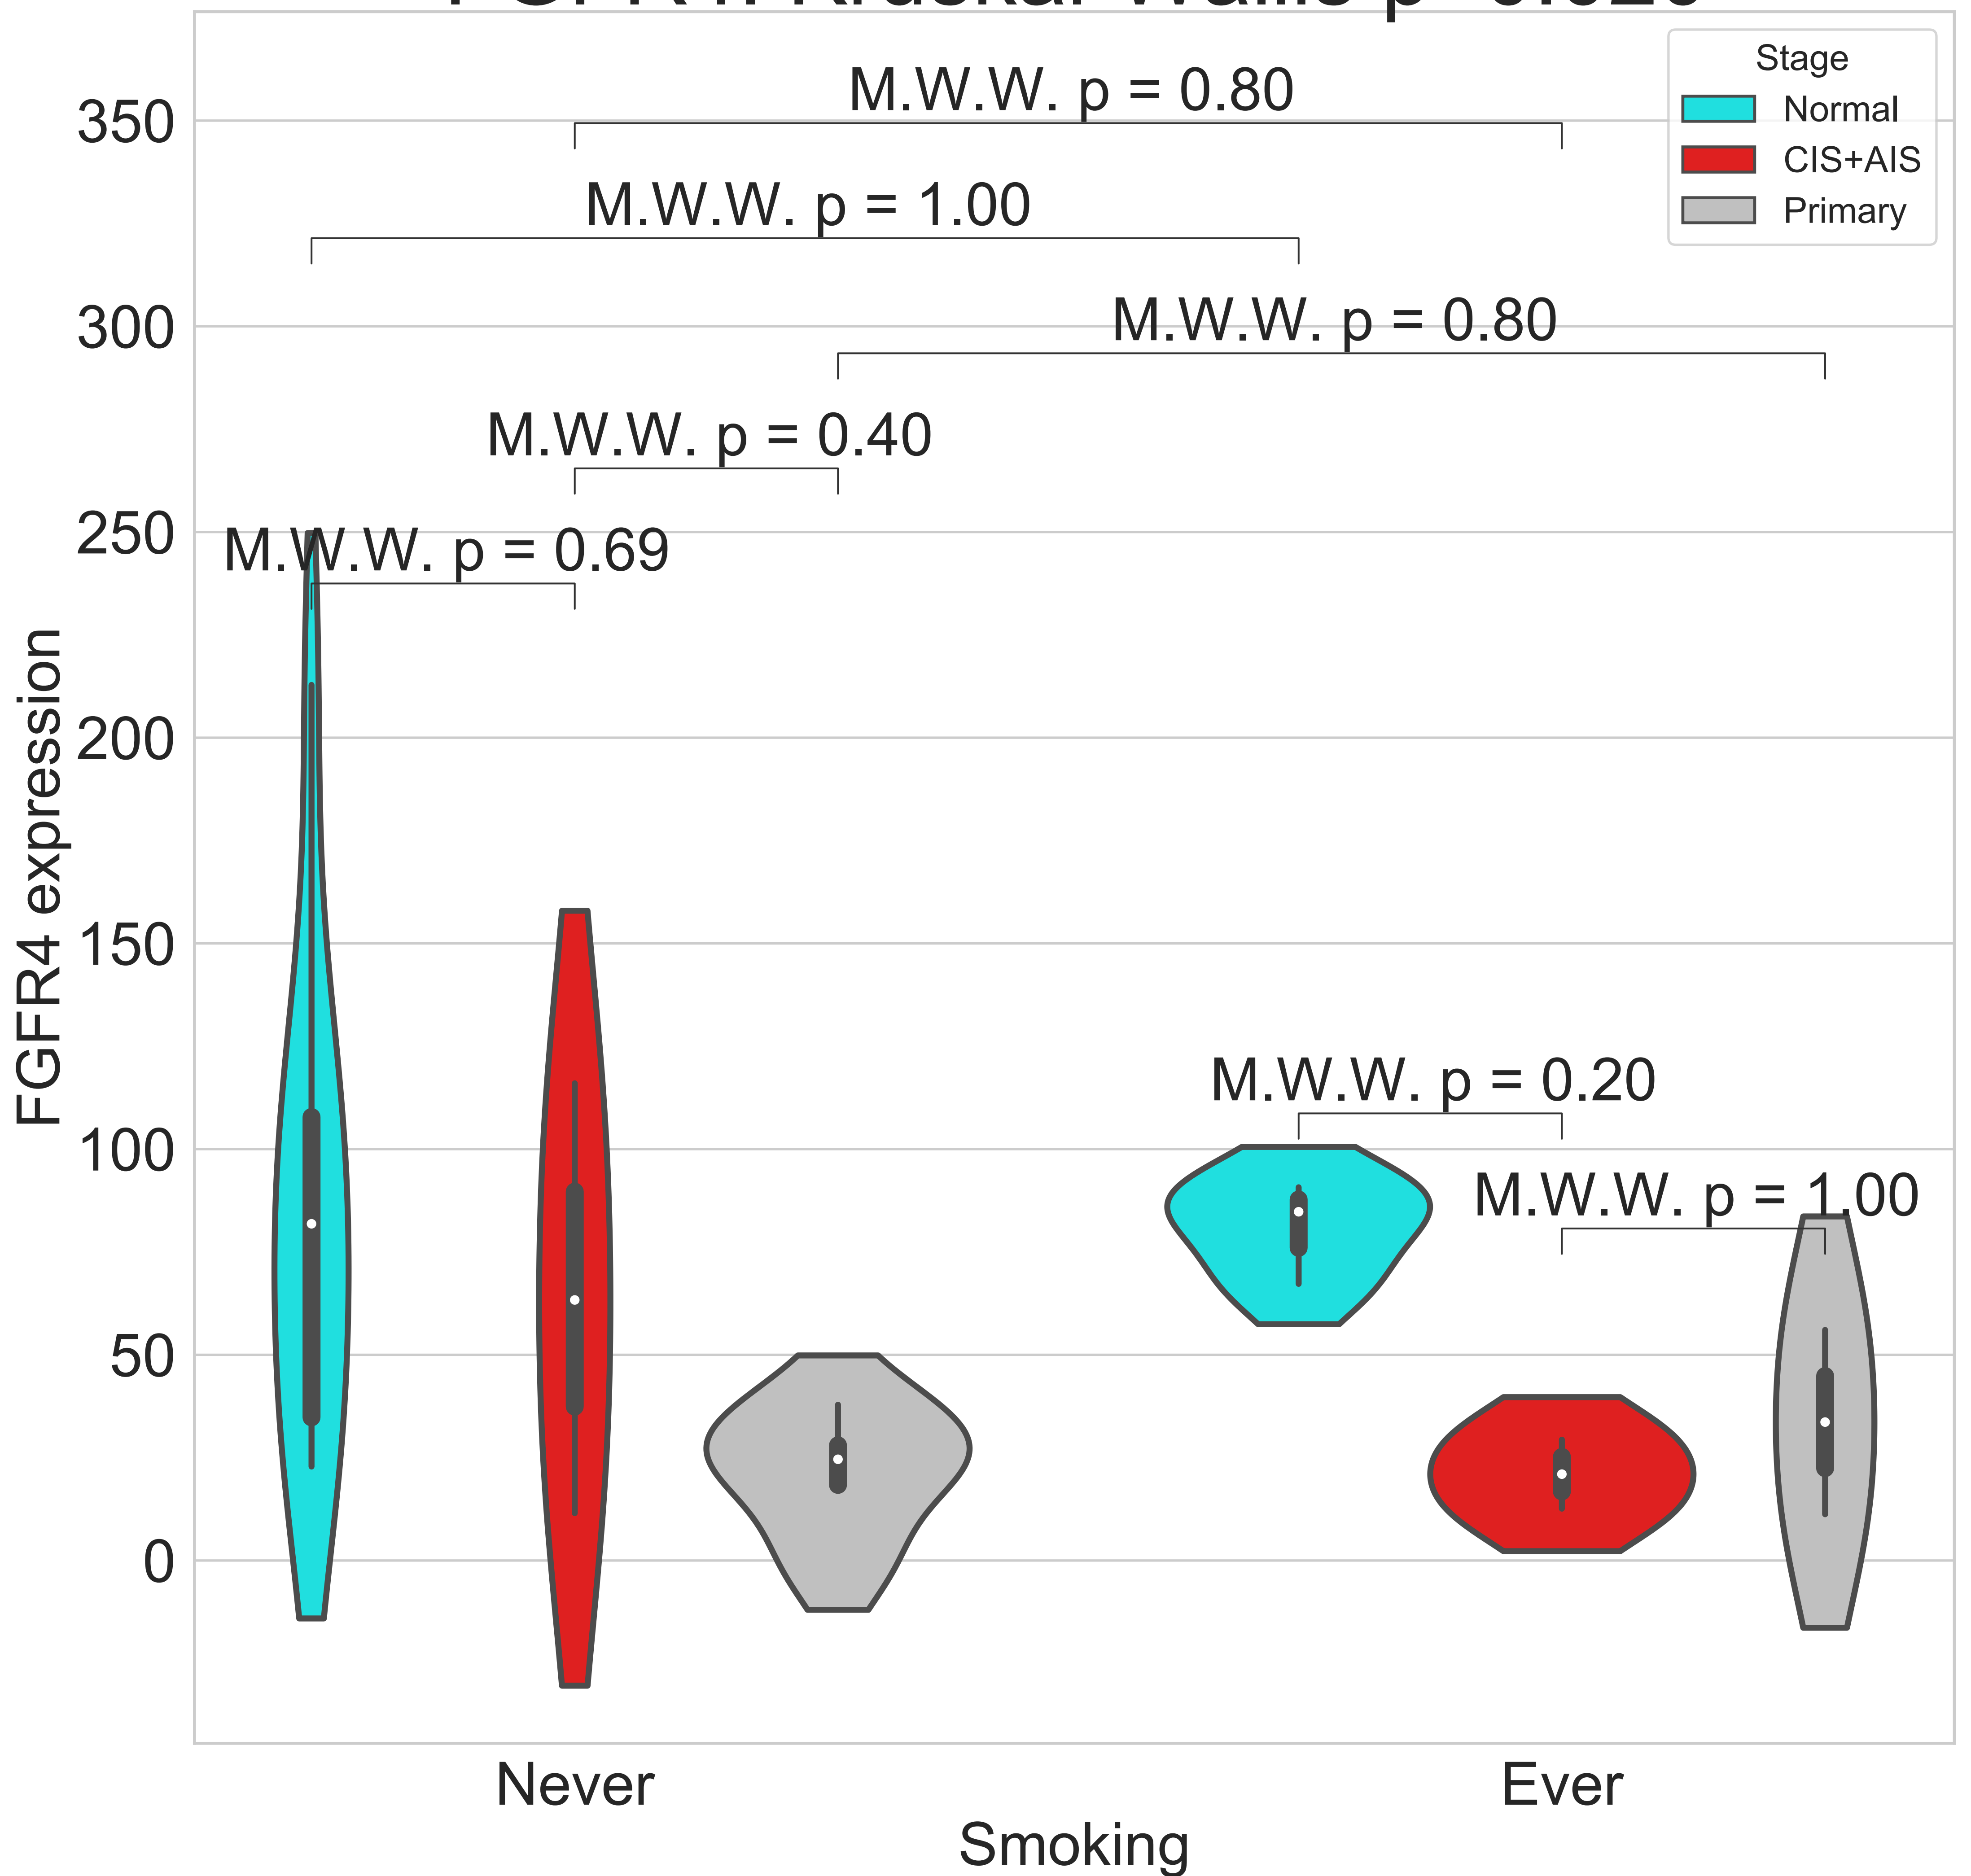 Stage
Normal
CIS+AIS
Primary
M.W.W. p = 0.80
M.W.W. p = 1.00
M.W.W. p = 0.80
M.W.W. p = 0.40
M.W.W. p = 0.69
M.W.W. p = 0.20
M.W.W. p = 1.00
350
300
250
200
150
100
50
0
FGFR4 expression
Never
Ever
Smoking